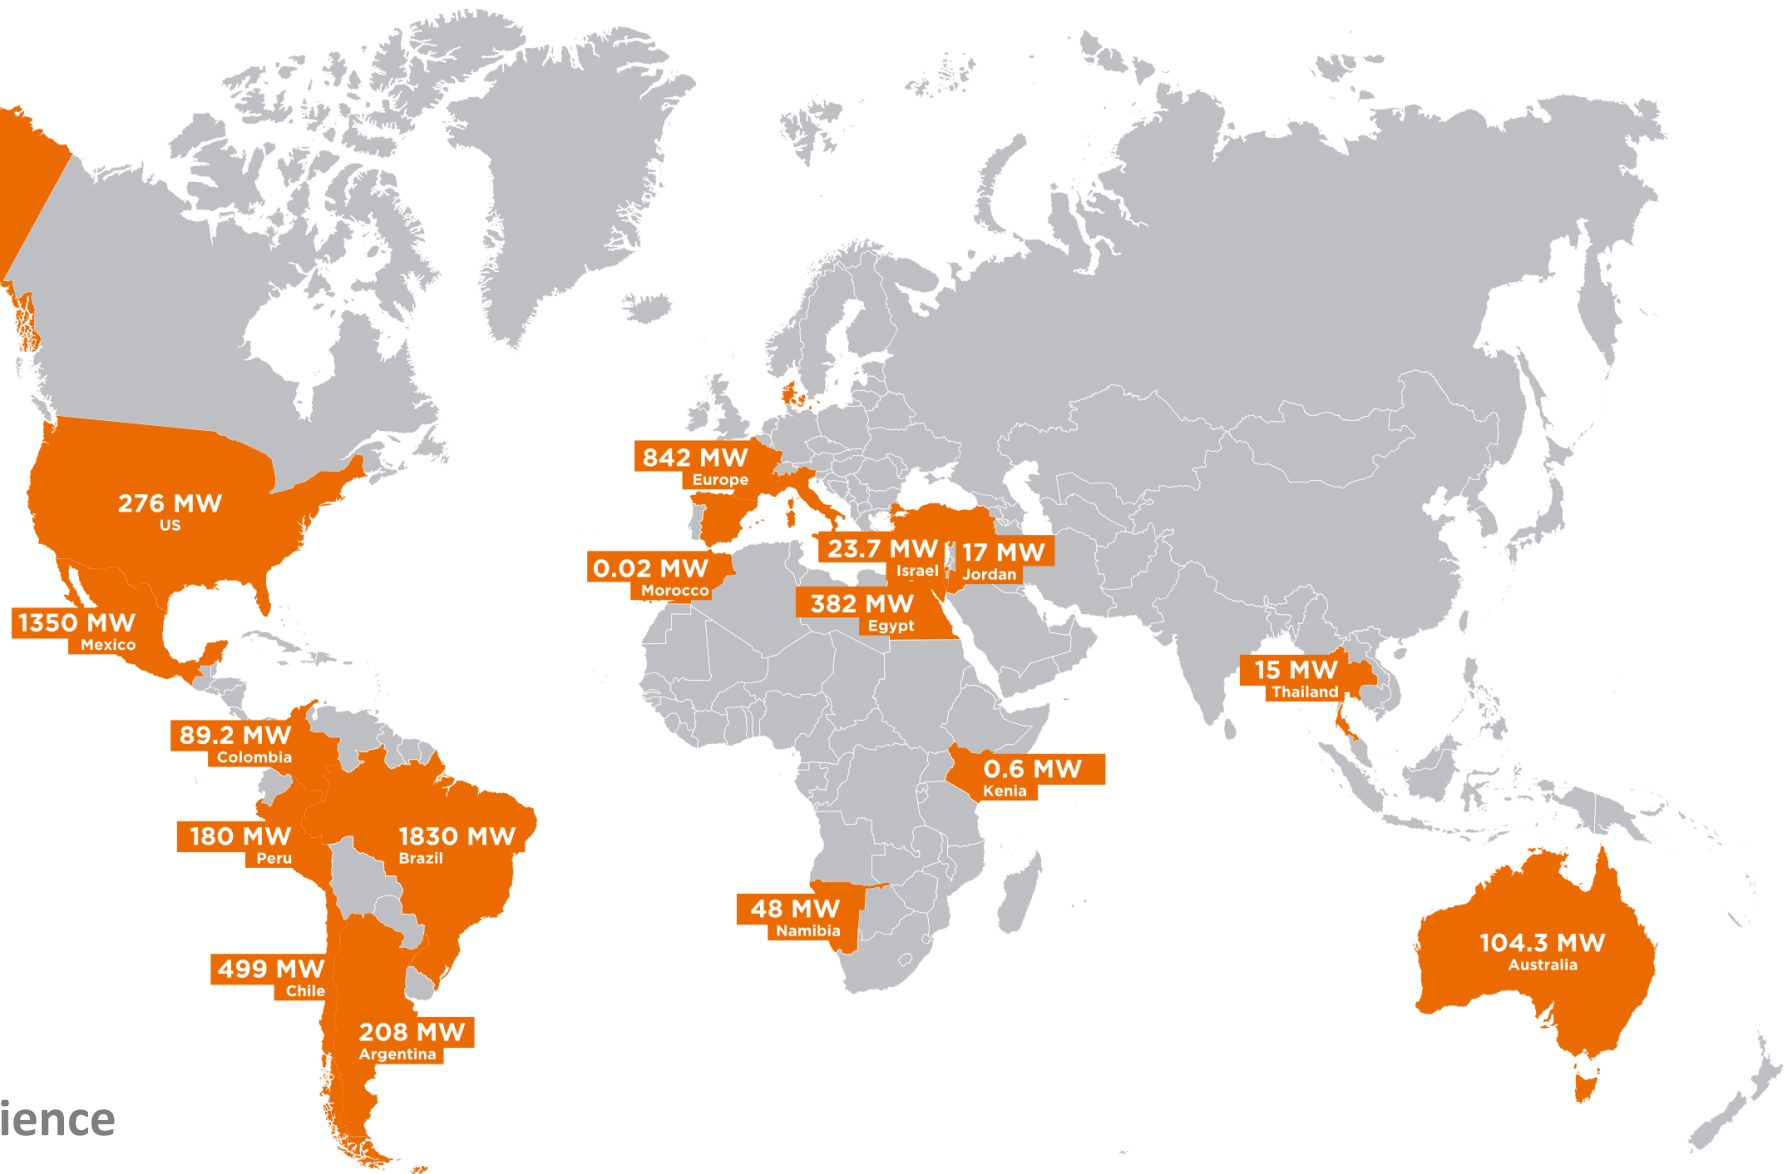 842 MW
Europe
276 MW
US
23.7 MW
Israel
17 MW
Jordan
0.02 MW
Morocco
382 MW
Egypt
1350 MW
Mexico
15 MW
Thailand
89.2 MW
Colombia
0.6 MW
Kenia
180 MW
Peru
1830 MW
Brazil
48 MW
Namibia
104.3 MW
Australia
499 MW
Chile
208 MW
Argentina
ience